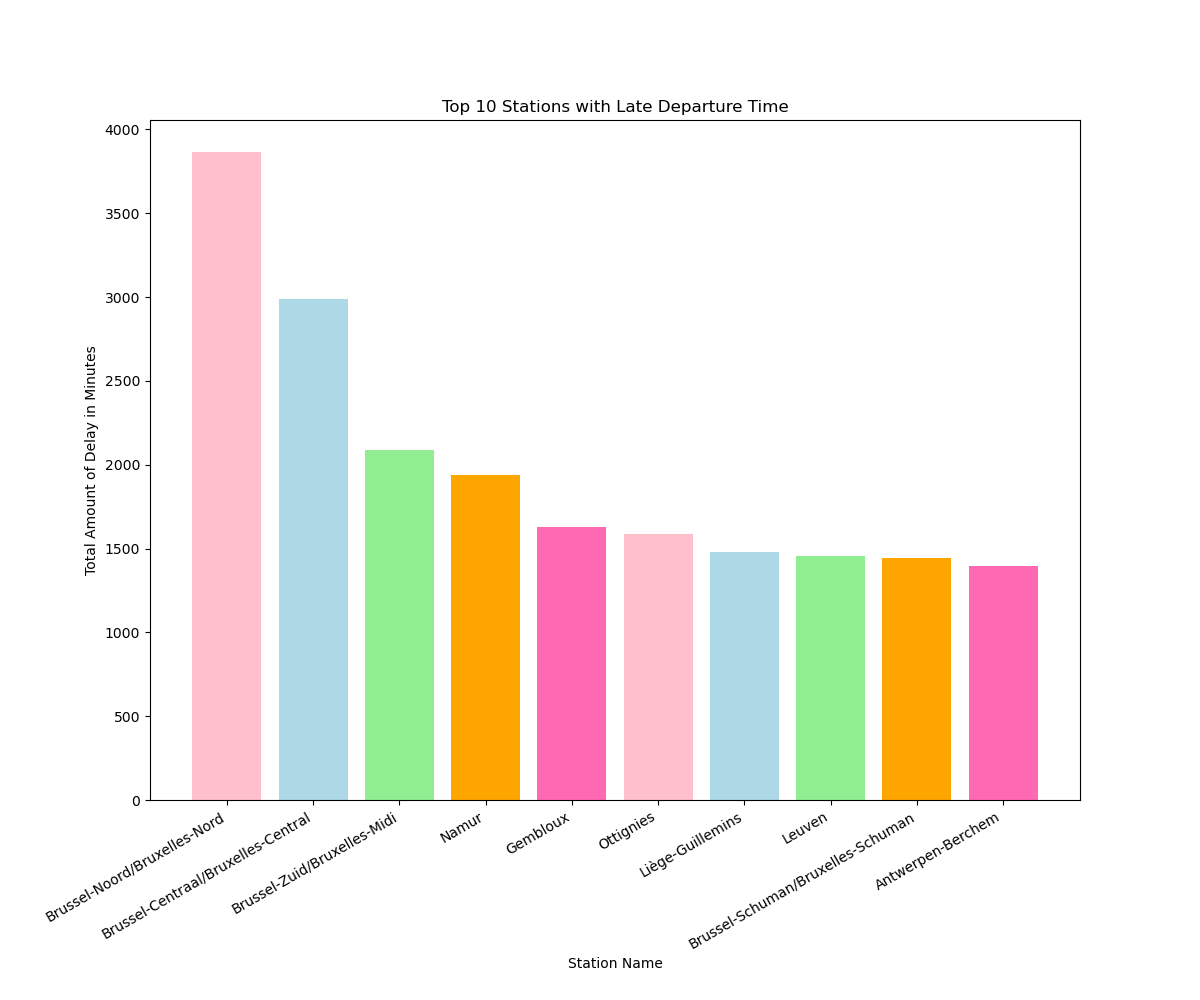 Top 10 Stations with Late Departure Time
Total Amount of Delay in Minutes
4000
3500
3000
2500
2000
1500
1000
500
0
Brussel-Noord/Bruxelles-Nord
Brussel-Centraal/Bruxelles-Central
Brussel-Zuid/Bruxelles-Midi
Namur
Gembloux
Ottignies
Liège-Guillemins
Leuven
Brussel-Schuman/Bruxelles-Schuman
Antwerpen-Berchem
Station Name